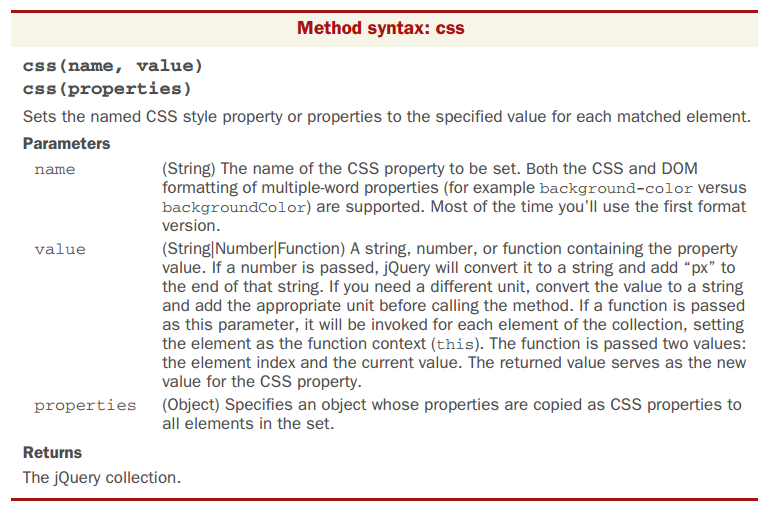 Method syntax: css
css(name, value)
css(properties)
Sets the named CSS style property or properties to the specified value for each matched element.
Parameters
name (String) The name of the CSS property to be set. Both the CSS and DOM
formatting of multiple-word properties (for example background-color versus
backgroundColor) are supported. Most of the time you’ll use the first format
version.
value (String|Number|Function) A string, number, or function containing the property
value. If a number is passed, jQuery will convert it to a string and add “px” to
the end of that string. If you need a different unit, convert the value to a string
and add the appropriate unit before calling the method. If a function is passed
as this parameter, it will be invoked for each element of the collection, setting
the element as the function context (this). The function is passed two values:
the element index and the current value. The returned value serves as the new
value for the CSS property.
properties (Object) Specifies an object whose properties are copied as CSS properties to
all elements in the set.
Returns
The jQuery collection.